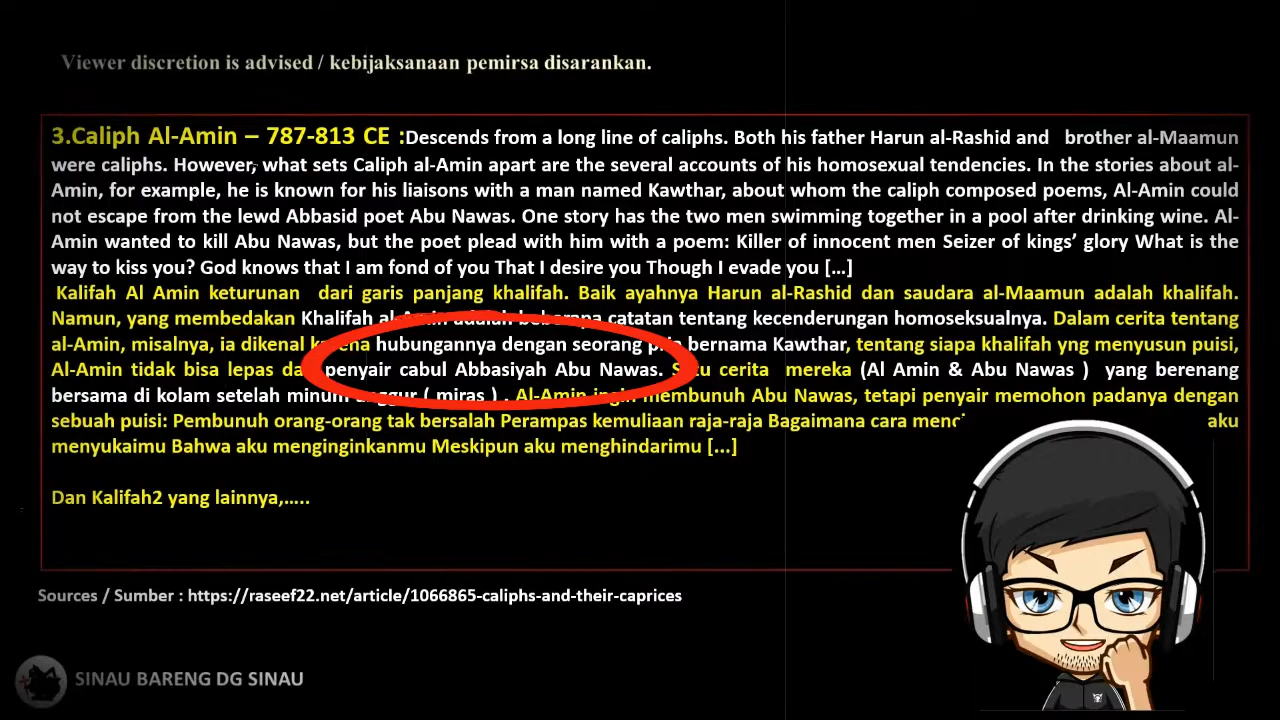 Viewer discretion is advised / kebijaksanaan pemirsa disarankan.
3.Caliph Al-Amin – 787-813 CE :Descends from a long line of caliphs. Both his father Harun al-Rashid and brother al-Maamun
were caliphs. However, what sets Caliph al-Amin apart are the several accounts of his homosexual tendencies. In the stories about al-
Amin, for example, he is known for his liaisons with a man named Kawthar, about whom the caliph composed poems, Al-Amin could
not escape from the lewd Abbasid poet Abu Nawas. One story has the two men swimming together in a pool after drinking wine. Al-
Amin wanted to kill Abu Nawas, but the poet plead with him with a poem: Killer of innocent men Seizer of kings’ glory What is the
way to kiss you? God knows that I am fond of you That I desire you Though I evade you [...]
Kalifah Al Amin keturunan dari garis panjang khalifah. Baik ayahnya Harun al-Rashid dan saudara al-Maamun adalah khalifah.
Namun, yang membedakan Khalifah al-Amin adalah beberapa catatan tentang kecenderungan homoseksualnya. Dalam cerita tentang
al-Amin, misalnya, ia dikenal karena hubungannya dengan seorang pria bernama Kawthar, tentang siapa khalifah yng menyusun puisi,
Al-Amin tidak bisa lepas penyair cabul Abbasiyah Abu Nawas. cerita mereka (Al Amin & Abu Nawas ) yang berenang
bersama di kolam setelah minum anggur ( miras ) . Al-Amin ingin membunuh Abu Nawas, tetapi penyair memohon padanya dengan
sebuah puisi: Pembunuh orang-orang tak bersalah Perampas kemuliaan raja-raja Bagaimana cara aku
menyukaimu Bahwa aku menginginkanmu Meskipun aku menghindarimu [...]
Dan Kalifah2 yang lainnya,.....
Sources / Sumber : https://raseef22.net/article/1066865-caliphs-and-their-caprices
SINAU BARENG DG SINAU